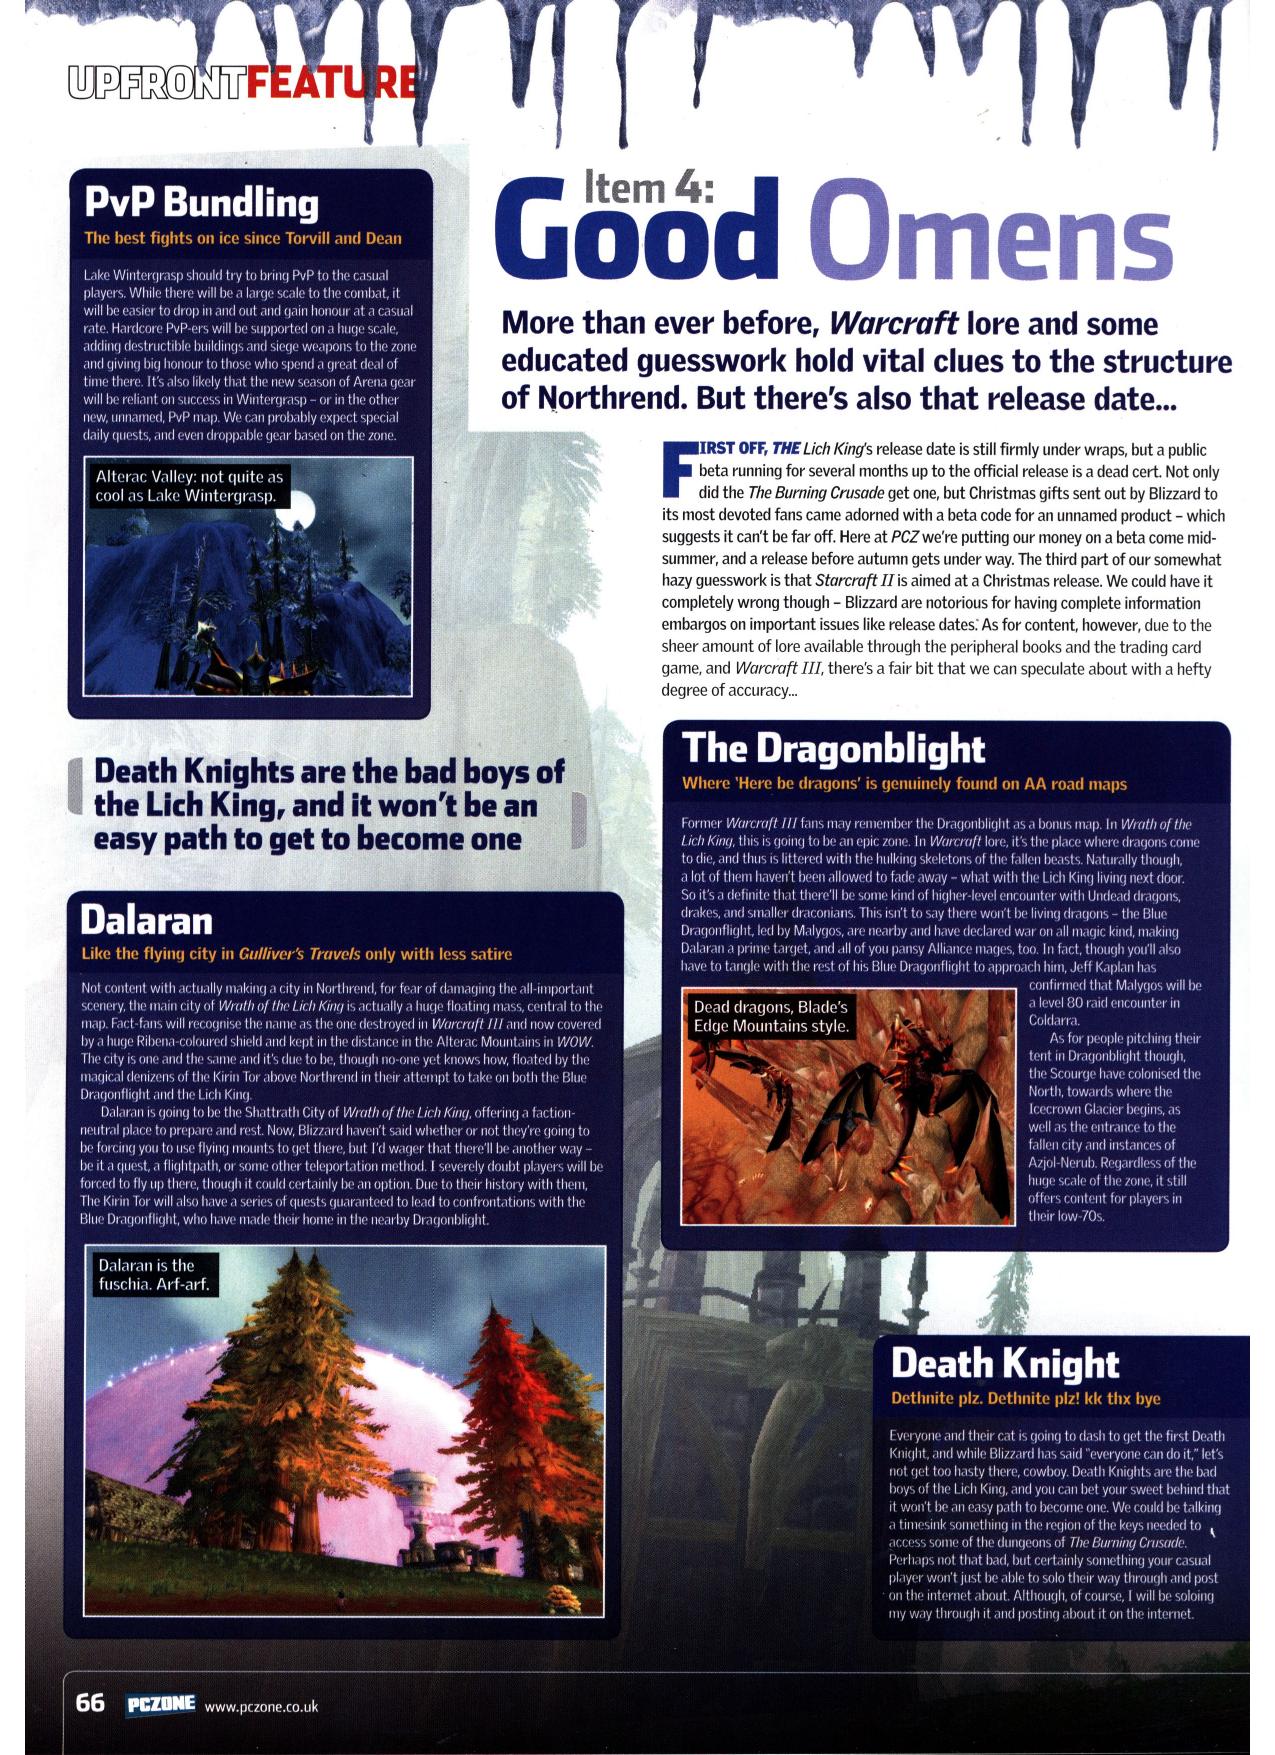 UPFRONTFEATURE
PvP Bundling
The best fights on ice since Torvill and Dean
Lake Wintergrasp should try to bring PvP to the casual
players. While there will be a large scale to the combat, it
will be easier to drop in and out and gain honour at a casual
rate. Hardcore PvP-ers will be supported on a huge scale,
adding destructible buildings and siege weapons to the zone
and giving big honour to those who spend a great deal of
time there. It's also likely that the new season of Arena gear
will be reliant on success in Wintergrasp – or in the other
new, unnamed, PvP map. We can probably expect special
daily quests, and even droppable gear based on the zone.
Alterac Valley: not quite as
cool as Lake Wintergrasp.
Item 4:
Good Omens
More than ever before, Warcraft lore and some
educated guesswork hold vital clues to the structure
of Northrend. But there's also that release date...
FIRST OFF, THE Lich King's release date is still firmly under wraps, but a public
beta running for several months up to the official release is a dead cert. Not only
did the The Burning Crusade get one, but Christmas gifts sent out by Blizzard to
its most devoted fans came adorned with a beta code for an unnamed product – which
suggests it can't be far off. Here at PCZ we're putting our money on a beta come mid-
summer, and a release before autumn gets under way. The third part of our somewhat
hazy guesswork is that Starcraft II is aimed at a Christmas release. We could have it
completely wrong though – Blizzard are notorious for having complete information
embargos on important issues like release dates. As for content, however, due to the
sheer amount of lore available through the peripheral books and the trading card
game, and Warcraft III, there's a fair bit that we can speculate about with a hefty
degree of accuracy...
Death Knights are the bad boys of
the Lich King, and it won't be an
easy path to get to become one
Dalaran
Like the flying city in Gulliver's Travels only with less satire
Not content with actually making a city in Northrend, for fear of damaging the all-important
scenery, the main city of Wrath of the Lich King is actually a huge floating mass, central to the
map. Fact-fans will recognise the name as the one destroyed in Warcraft III and now covered
by a huge Ribena-coloured shield and kept in the distance in the Alterac Mountains in WOW.
The city is one and the same and it's due to be, though no-one yet knows how, floated by the
magical denizens of the Kirin Tor above Northrend in their attempt to take on both the Blue
Dragonflight and the Lich King.
Dalaran is going to be the Shattrath City of Wrath of the Lich King, offering a faction-
neutral place to prepare and rest. Now, Blizzard haven't said whether or not they're going to
be forcing you to use flying mounts to get there, but I'd wager that there'll be another way –
be it a quest, a flightpath, or some other teleportation method. I severely doubt players will be
forced to fly up there, though it could certainly be an option. Due to their history with them,
The Kirin Tor will also have a series of quests guaranteed to lead to confrontations with the
Blue Dragonflight, who have made their home in the nearby Dragonblight.
Dalaran is the
fuschia. Arf-arf.
The Dragonblight
Where 'Here be dragons' is genuinely found on AA road maps
Former Warcraft III fans may remember the Dragonblight as a bonus map. In Wrath of the
Lich King, this is going to be an epic zone. In Warcraft lore, it's the place where dragons come
to die, and thus is littered with the hulking skeletons of the fallen beasts. Naturally though,
a lot of them haven't been allowed to fade away – what with the Lich King living next door.
So it's a definite that there'll be some kind of higher-level encounter with Undead dragons,
drakes, and smaller draconians. This isn't to say there won't be living dragons – the Blue
Dragonflight, led by Malygos, are nearby and have declared war on all magic kind, making
Dalaran a prime target, and all of you pansy Alliance mages, too. In fact, though you'll also
have to tangle with the rest of his Blue Dragonflight to approach him, Jeff Kaplan has
confirmed that Malygos will be
a level 80 raid encounter in
Coldarra.
As for people pitching their
tent in Dragonblight though,
the Scourge have colonised the
North, towards where the
Icecrown Glacier begins, as
well as the entrance to the
fallen city and instances of
Azjol-Nerub. Regardless of the
huge scale of the zone, it still
offers content for players in
their low-70s.
Dead dragons, Blade's
Edge Mountains style.
Death Knight
Dethnite plz. Dethnite plz! kk thx bye
Everyone and their cat is going to dash to get the first Death
Knight, and while Blizzard has said "everyone can do it," let's
not get too hasty there, cowboy. Death Knights are the bad
boys of the Lich King, and you can bet your sweet behind that
it won't be an easy path to become one. We could be talking
a timesink something in the region of the keys needed to
access some of the dungeons of The Burning Crusade.
Perhaps not that bad, but certainly something your casual
player won't just be able to solo their way through and post
on the internet about. Although, of course, I will be soloing
my way through it and posting about it on the internet.
66 PCZONE www.pczone.co.uk